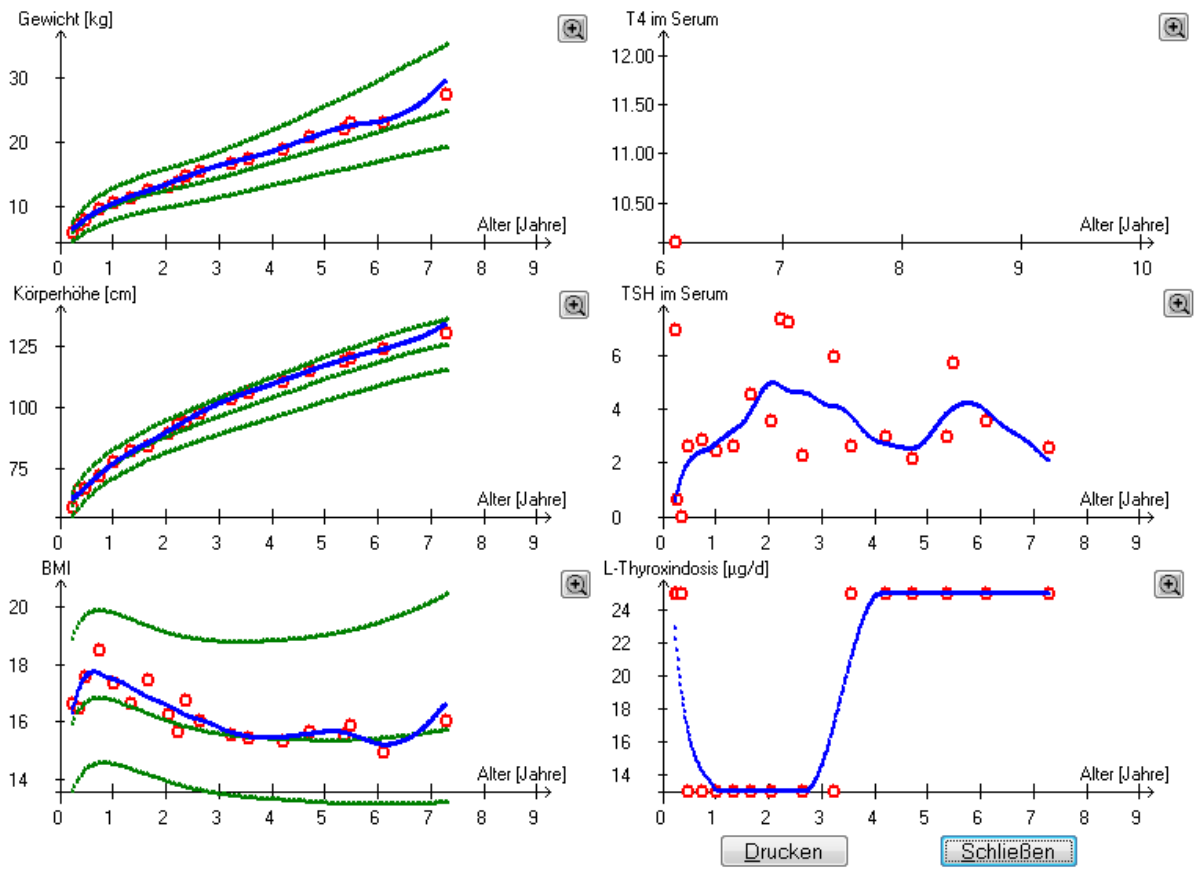 Gewicht [kg]
30
20
10
Alter [Jahre]
0 1 2 3 4 5 6 7 8 9
T4 im Serum
12.00
11.50
11.00
10.50
Alter [Jahre]
6 7 8 9 10
Körperhöhe [cm]
125
100
75
Alter [Jahre]
0 1 2 3 4 5 6 7 8 9
TSH im Serum
6
4
2
0
Alter [Jahre]
1 2 3 4 5 6 7 8 9
BMI
20
18
16
14
Alter [Jahre]
0 1 2 3 4 5 6 7 8 9
L-Thyroxindosis [µg/d]
24
22
20
18
16
14
Alter [Jahre]
0 1 2 3 4 5 6 7 8 9
Drucken
Schließen